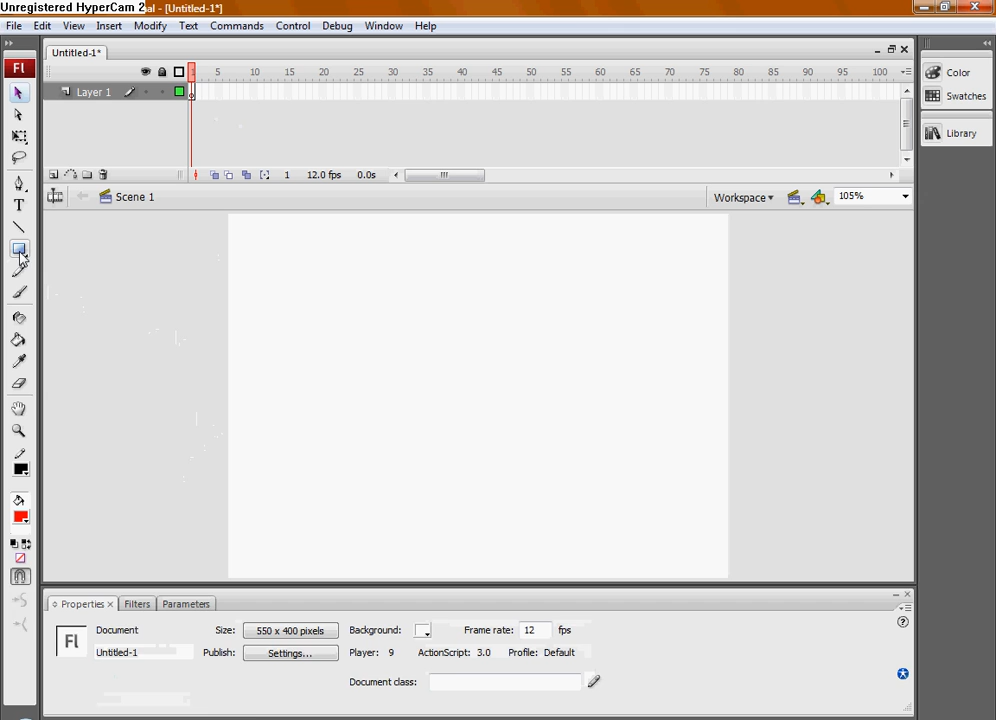 Unregistered HyperCam 2
al - [Untitled-1*]
File Edit View Insert Modify Text Commands Control Debug Window Help
Fl
Untitled-1*
1 5 10 15 20 25 30 35 40 45 50 55 60 65 70 75 80 85 90 95 100
Layer 1
1 12.0 fps 0.0s
Scene 1
Workspace 105%
T
Color
Swatches
Library
Properties Filters Parameters
Fl
Document Size: 550 x 400 pixels Background: Frame rate: 12 fps
Untitled-1 Publish: Settings... Player: 9 ActionScript: 3.0 Profile: Default
Document class: